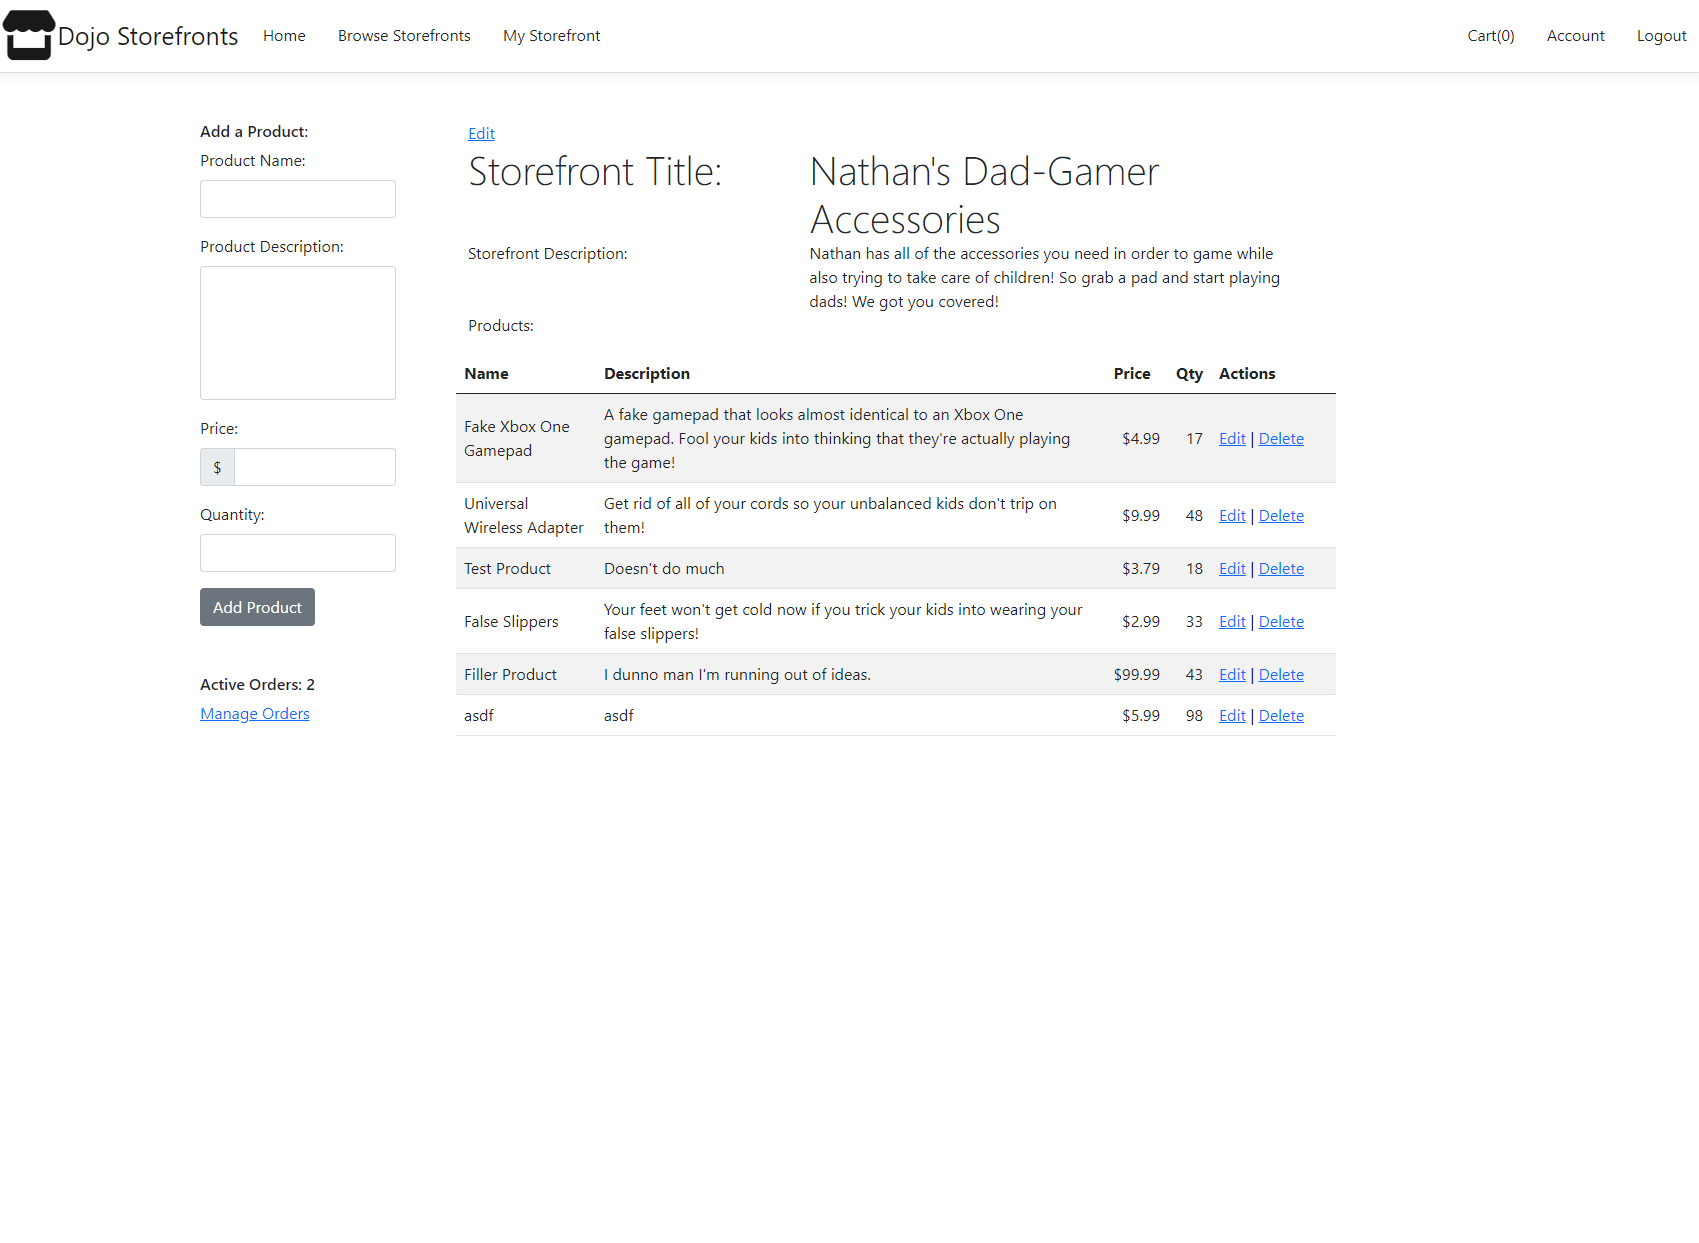 Dojo Storefronts Home Browse Storefronts My Storefront Cart(0) Account Logout
Add a Product:
Product Name:
Product Description:
Price:
$
Quantity:
Add Product
Active Orders: 2
Manage Orders
Edit
Storefront Title: Nathan's Dad-Gamer
Accessories
Storefront Description: Nathan has all of the accessories you need in order to game while
also trying to take care of children! So grab a pad and start playing
dads! We got you covered!
Products:
Name Description Price Qty Actions
Fake Xbox One
Gamepad
A fake gamepad that looks almost identical to an Xbox One
gamepad. Fool your kids into thinking that they're actually playing
the game!
$4.99 17 Edit | Delete
Universal
Wireless Adapter
Get rid of all of your cords so your unbalanced kids don't trip on
them!
$9.99 48 Edit | Delete
Test Product Doesn't do much $3.79 18 Edit | Delete
False Slippers
Your feet won't get cold now if you trick your kids into wearing your
false slippers!
$2.99 33 Edit | Delete
Filler Product I dunno man I'm running out of ideas. $99.99 43 Edit | Delete
asdf asdf $5.99 98 Edit | Delete